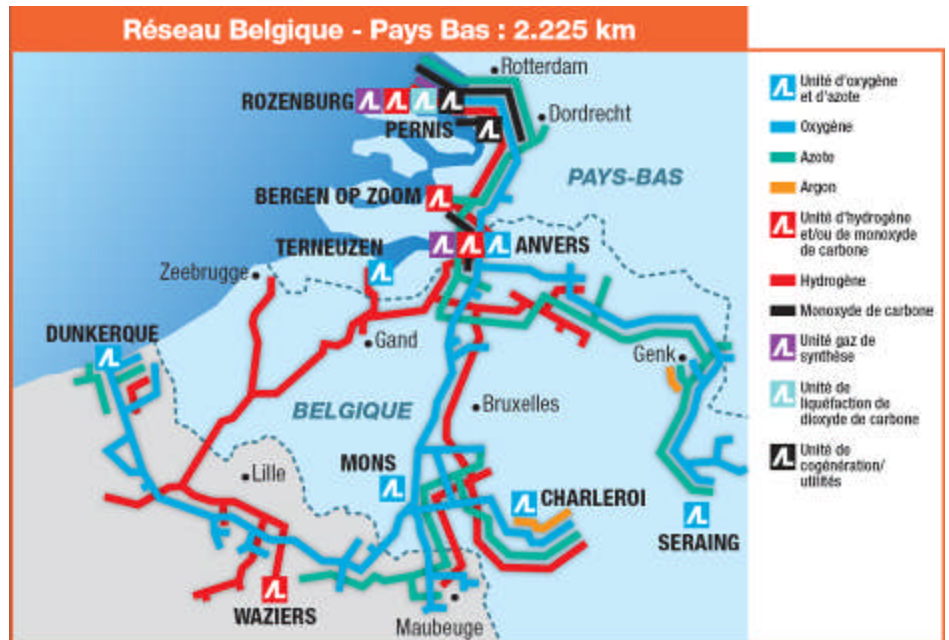 Réseau Belgique - Pays Bas : 2.225 km
Rotterdam
ROZENBURG
PERNIS
Dordrecht
PAYS-BAS
BERGEN OP ZOOM
TERNEUZEN
ANVERS
Zeebrugge
DUNKERQUE
Gand
Genk
BELGIQUE
Bruxelles
Lille
MONS
CHARLEROI
SERAING
WAZIERS
Maubeuge
Unité d'oxygène
et d'azote
Oxygène
Azote
Argon
Unité d'hydrogène
et/ou de monoxyde
de carbone
Hydrogène
Monoxyde de carbone
Unité gaz de
synthèse
Unité de
liquéfaction de
dioxyde de carbone
Unité de
cogénération/
utilités